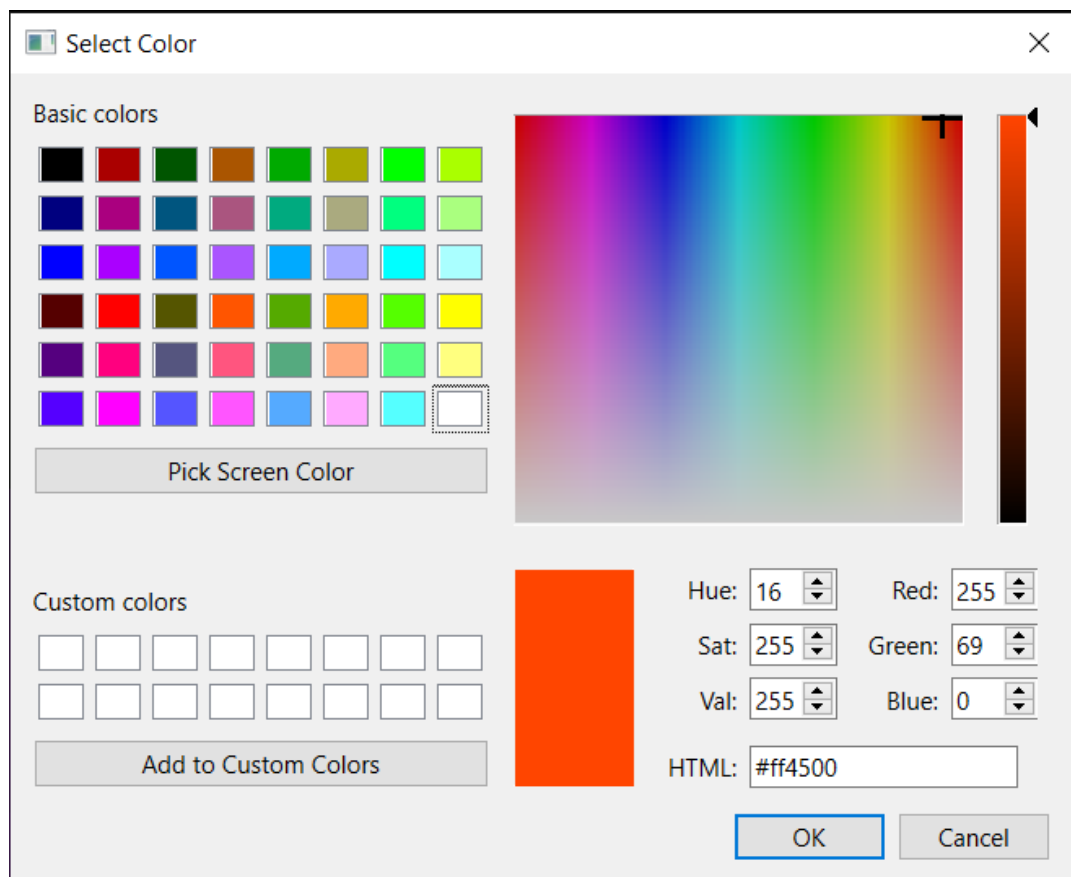 Select Color
Basic colors
Pick Screen Color
Custom colors
Add to Custom Colors
Hue: 16 Red: 255
Sat: 255 Green: 69
Val: 255 Blue: 0
HTML: #ff4500
OK Cancel